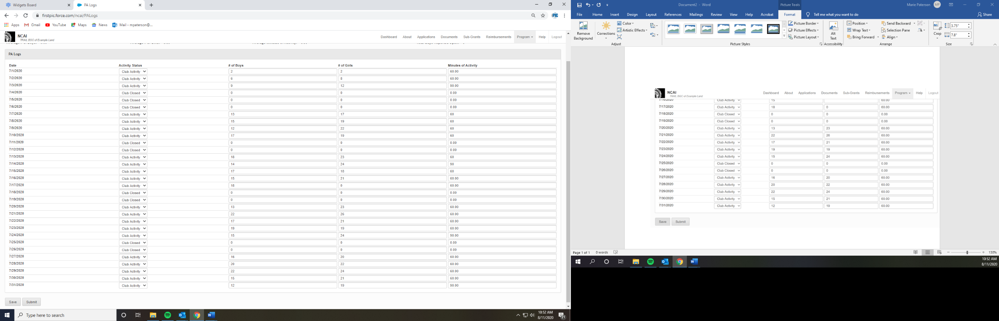 Widgets Board
PA Logs
firstpic.force.com/ncai/PALogs
Apps Gmail YouTube Maps News Mail - mpaterson@...
NCAI
TRAIL BGC of Example Land
Dashboard About Applications Documents Sub-Grants Reimbursements Program Help Logout
PA Logs
Date Activity Status # of Boys # of Girls Minutes of Activity
7/1/2020 Club Activity 2 2 60.00
7/2/2020 Club Activity 6 8 60.00
7/3/2020 Club Activity 9 12 90.00
7/4/2020 Club Closed 0 0 0.00
7/5/2020 Club Closed 0 0 0.00
7/6/2020 Club Closed 0 0 0.00
7/7/2020 Club Activity 13 17 60
7/8/2020 Club Activity 15 19 60
7/9/2020 Club Activity 12 22 60
7/10/2020 Club Activity 17 19 60
7/11/2020 Club Closed 0 0 0.00
7/12/2020 Club Closed 0 0 0.00
7/13/2020 Club Activity 18 23 60
7/14/2020 Club Activity 14 24 90
7/15/2020 Club Activity 17 18 60
7/16/2020 Club Activity 15 21 60.00
7/17/2020 Club Activity 18 0 60.00
7/18/2020 Club Closed 0 0 0.00
7/19/2020 Club Closed 0 0 0.00
7/20/2020 Club Activity 13 23 60.00
7/21/2020 Club Activity 22 26 60.00
7/22/2020 Club Activity 17 21 60.00
7/23/2020 Club Activity 19 19 60.00
7/24/2020 Club Activity 15 24 90.00
7/25/2020 Club Closed 0 0 0.00
7/26/2020 Club Closed 0 0 0.00
7/27/2020 Club Activity 16 20 60.00
7/28/2020 Club Activity 20 22 60.00
7/29/2020 Club Activity 22 24 60.00
7/30/2020 Club Activity 15 21 60.00
7/31/2020 Club Activity 12 19 90.00
Save Submit
Type here to search
10:52 AM
8/11/2020
21
Document2 - Word Picture Tools Marie Paterson MP
File Home Insert Design Layout References Mailings Review View Help Acrobat Format Tell me what you want to do Share
Remove Background
Corrections
Color
Artistic Effects
Adjust
Picture Styles
Picture Border
Picture Effects
Picture Layout
Alt Text
Accessibility
Position
Wrap Text
Bring Forward
Send Backward
Selection Pane
Align
Arrange
Crop
3.75"
7.8"
Size
NCAI
TRAIL BGC of Example Land
Dashboard About Applications Documents Sub-Grants Reimbursements Program Help Logout
7/16/2020 Club Activity 15 60.00
7/17/2020 Club Activity 18 0 60.00
7/18/2020 Club Closed 0 0 0.00
7/19/2020 Club Closed 0 0 0.00
7/20/2020 Club Activity 13 23 60.00
7/21/2020 Club Activity 22 26 60.00
7/22/2020 Club Activity 17 21 60.00
7/23/2020 Club Activity 19 19 60.00
7/24/2020 Club Activity 15 24 60.00
7/25/2020 Club Closed 0 0 0.00
7/26/2020 Club Closed 0 0 0.00
7/27/2020 Club Activity 16 20 60.00
7/28/2020 Club Activity 20 22 60.00
7/29/2020 Club Activity 22 24 60.00
7/30/2020 Club Activity 15 21 60.00
7/31/2020 Club Activity 12 19 60.00
Save Submit
Page 1 of 1 0 words
130%
10:52 AM
8/11/2020